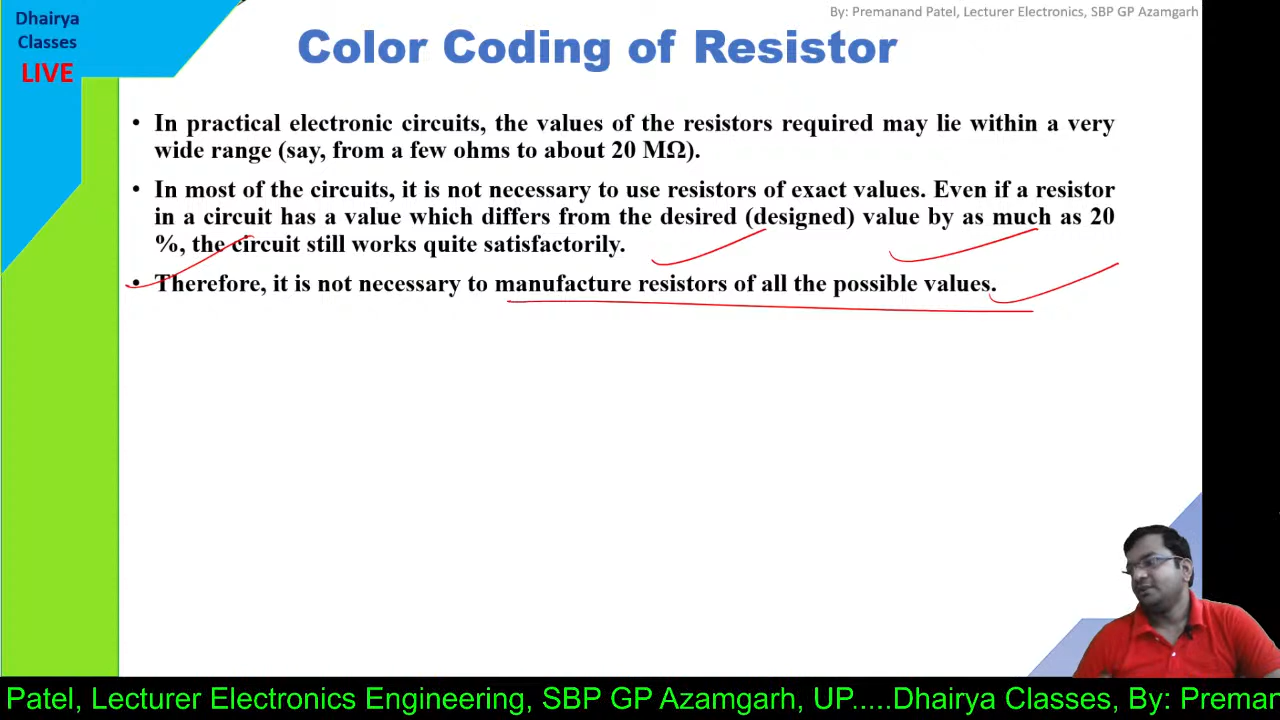 Dhairya
Classes
LIVE
By: Premanand Patel, Lecturer Electronics, SBP GP Azamgarh
Color Coding of Resistor
• In practical electronic circuits, the values of the resistors required may lie within a very
wide range (say, from a few ohms to about 20 MΩ).
• In most of the circuits, it is not necessary to use resistors of exact values. Even if a resistor
in a circuit has a value which differs from the desired (designed) value by as much as 20
%, the circuit still works quite satisfactorily.
• Therefore, it is not necessary to manufacture resistors of all the possible values.
Patel, Lecturer Electronics Engineering, SBP GP Azamgarh, UP.....Dhairya Classes, By: Preman